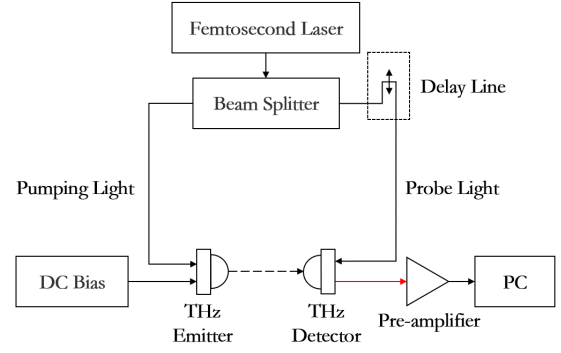 Femtosecond Laser
Beam Splitter
Delay Line
Pumping Light
Probe Light
DC Bias
THz
Emitter
THz
Detector
Pre-amplifier
PC